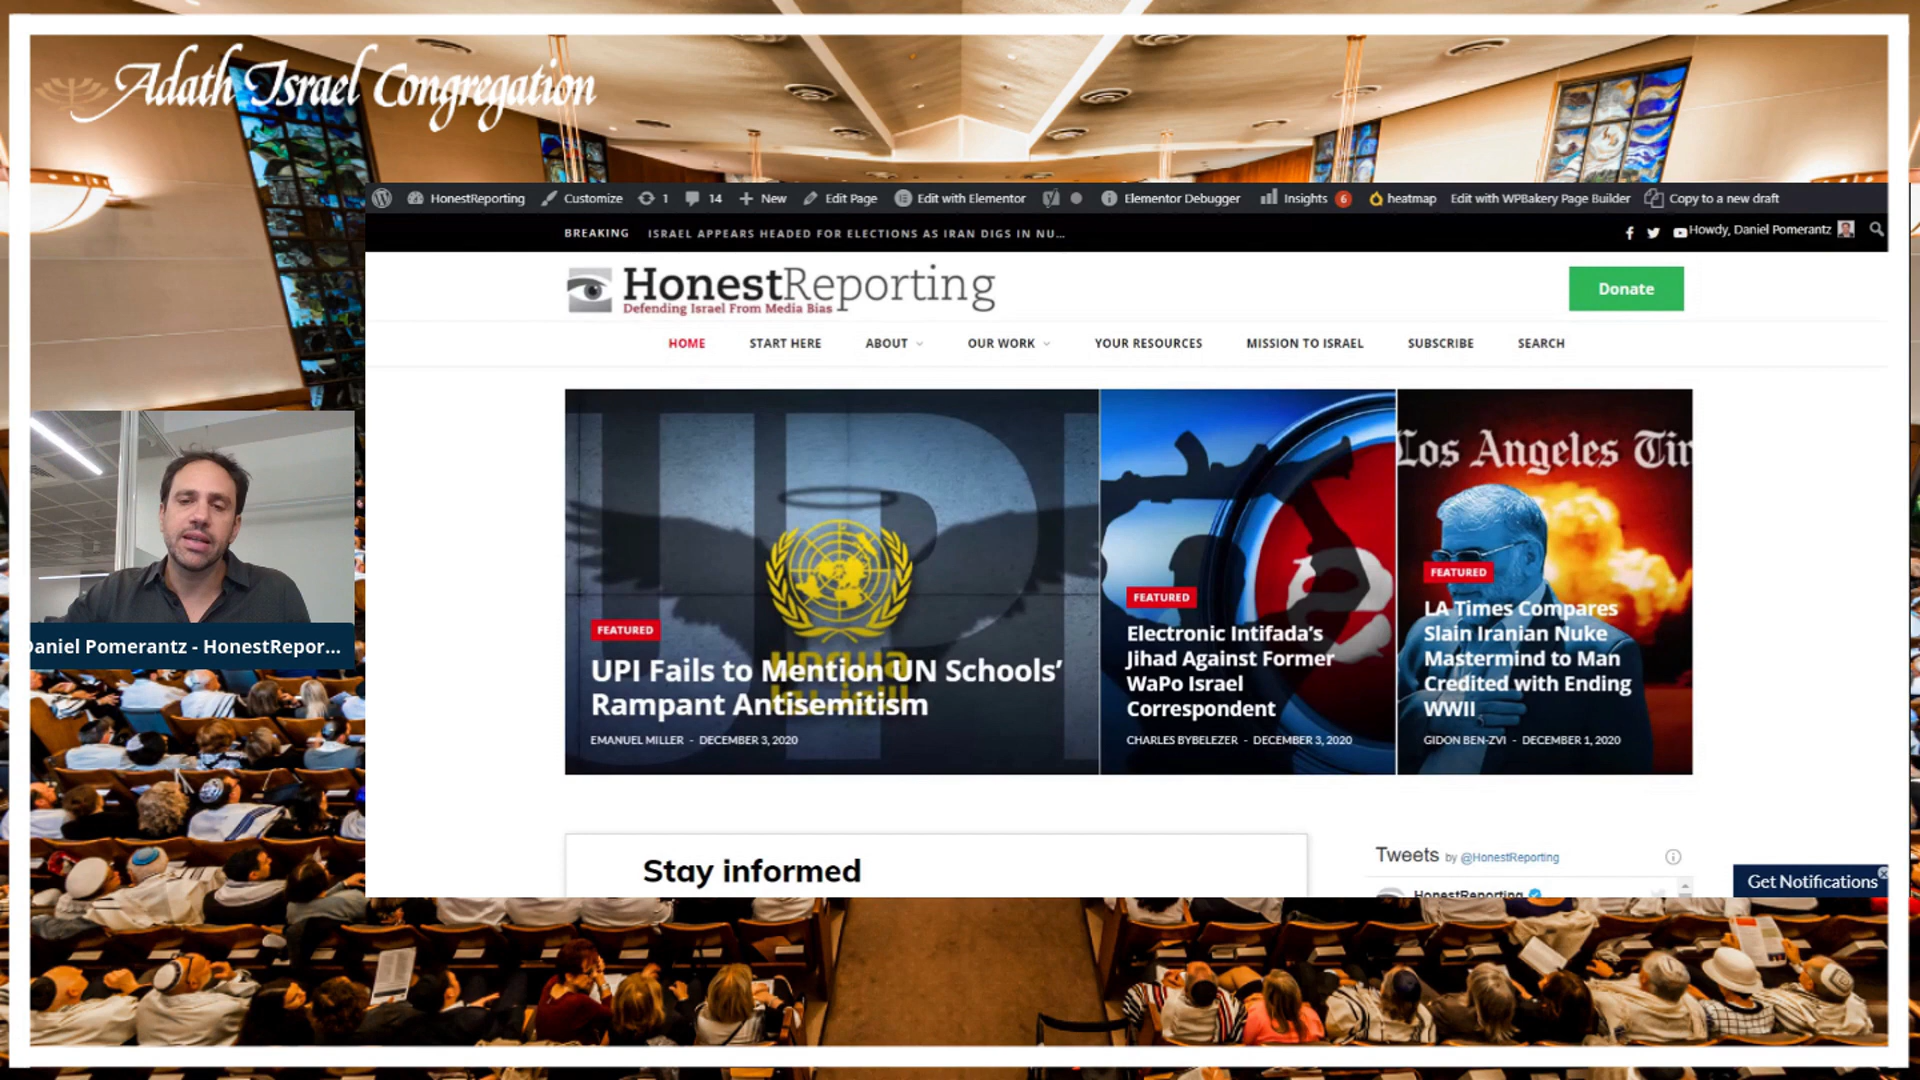 Adath Israel Congregation
HonestReporting Customize 1 14 New Edit Page Edit with Elementor Elementor Debugger Insights 6 heatmap Edit with WPBakery Page Builder Copy to a new draft
BREAKING ISRAEL APPEARS HEADED FOR ELECTIONS AS IRAN DIGS IN NU...
Howdy, Daniel Pomerantz
HonestReporting
Defending Israel From Media Bias
Donate
HOME START HERE ABOUT OUR WORK YOUR RESOURCES MISSION TO ISRAEL SUBSCRIBE SEARCH
UPI
FEATURED
UPI Fails to Mention UN Schools'
Rampant Antisemitism
EMANUEL MILLER - DECEMBER 3, 2020
FEATURED
Electronic Intifada's
Jihad Against Former
WaPo Israel
Correspondent
CHARLES BYBELEZER - DECEMBER 3, 2020
Los Angeles Tim
FEATURED
LA Times Compares
Slain Iranian Nuke
Mastermind to Man
Credited with Ending
WWII
GIDON BEN-ZVI - DECEMBER 1, 2020
Daniel Pomerantz - HonestRepor...
Stay informed
Tweets by @HonestReporting
HonestReporting
Get Notifications